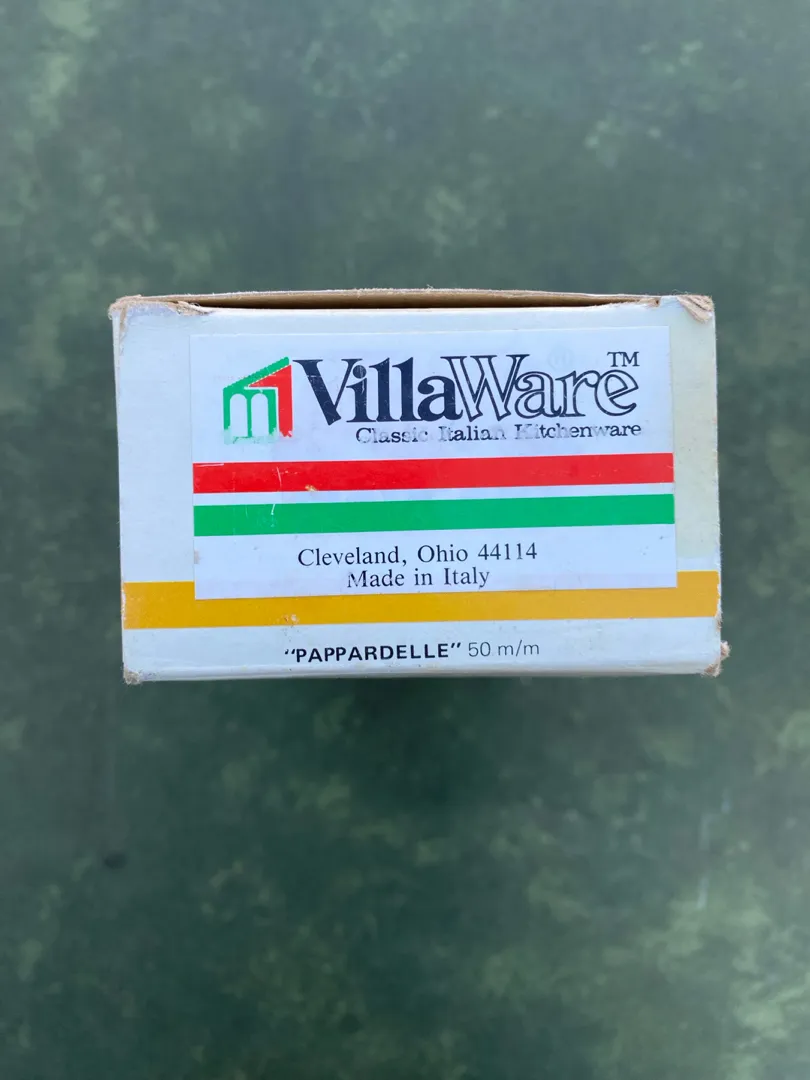 VillaWare™
Classic Italian Kitchenware
Cleveland, Ohio 44114
Made in Italy
"PAPPARDELLE" 50 m/m